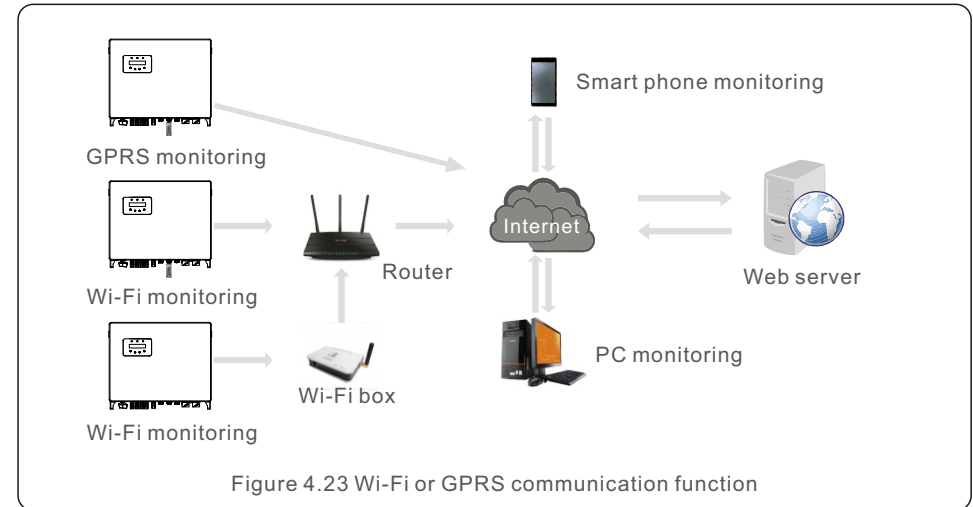 GPRS monitoring
Smart phone monitoring
Internet
Wi-Fi monitoring
Router
Web server
Wi-Fi monitoring
Wi-Fi box
PC monitoring
Figure 4.23 Wi-Fi or GPRS communication function